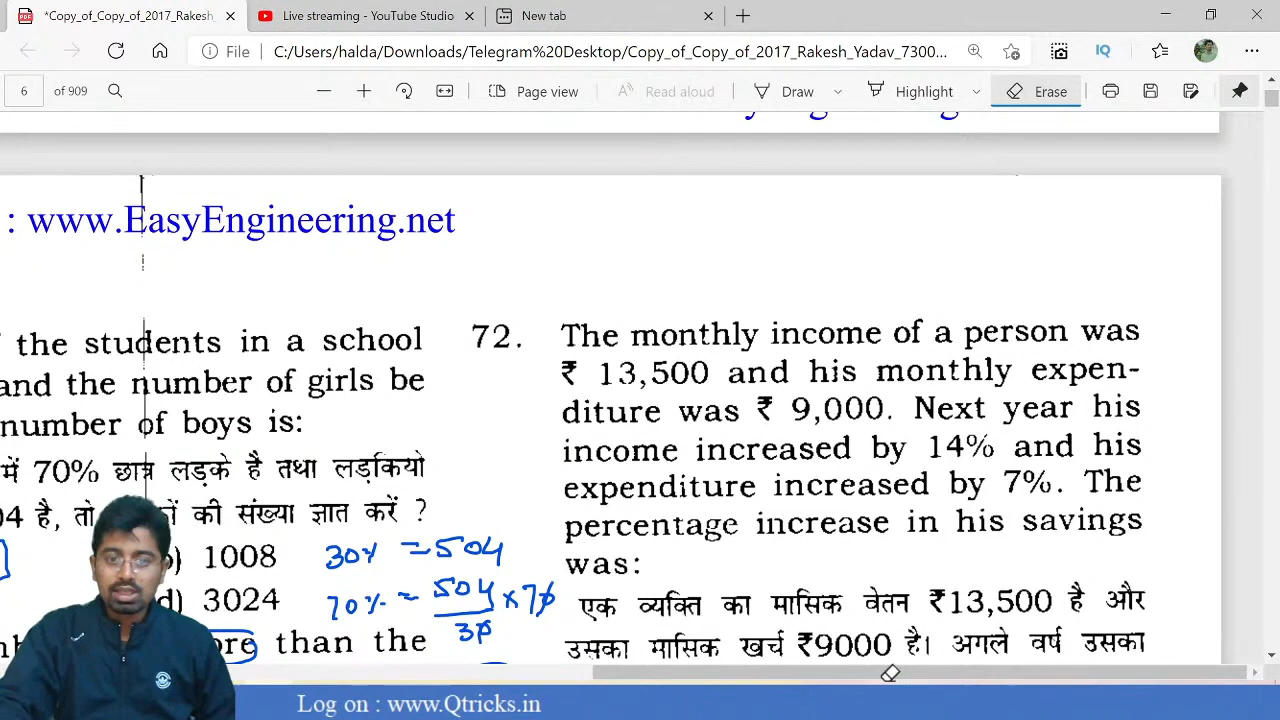 *Copy_of_Copy_of_2017_Rakesh_
Live streaming - YouTube Studio
New tab
File
C:/Users/halda/Downloads/Telegram%20Desktop/Copy_of_Copy_of_2017_Rakesh_Yadav_7300...
6
of 909
Page view
Read aloud
Draw
Highlight
Erase
: www.EasyEngineering.net
the students in a school
and the number of girls be
number of boys is:
में 70% छात्र लड़के है तथा लड़कियो
04 है, तो
की संख्या ज्ञात करें ?
) 1008
30% = 504
d) 3024
70% = 504 × 70
30
ore than the
72. The monthly income of a person was
₹ 13,500 and his monthly expen-
diture was ₹ 9,000. Next year his
income increased by 14% and his
expenditure increased by 7%. The
percentage increase in his savings
was:
एक व्यक्ति का मासिक वेतन ₹13,500 है और
उसका मासिक खर्च ₹9000 है। अगले वर्ष उसका
Log on : www.Qtricks.in